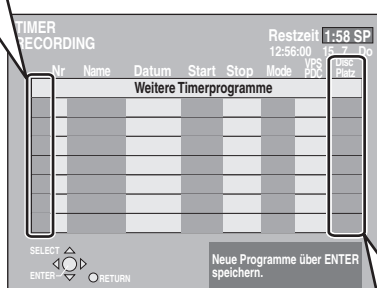 TIMER
RECORDING
Restzeit 1:58 SP
12:56:00 15. 7. Do
Nr Name Datum Start Stop Mode VPS PDC Disc Platz
Weitere Timerprogramme
SELECT
ENTER
RETURN
Neue Programme über ENTER
speichern.